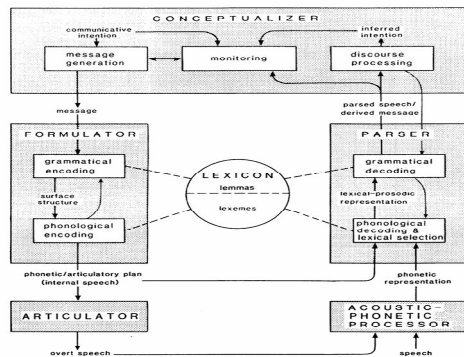 CONCEPTUALIZER
communicative
intention
inferred
intention
message
generation
monitoring
discourse
processing
message
parsed speech/
derived message
FORMULATOR
PARSER
grammatical
encoding
LEXICON
lemmas
lexemes
grammatical
decoding
surface
structure
lexical-prosodic
representation
phonological
encoding
phonological
decoding &
lexical selection
phonetic/articulatory plan
(internal speech)
phonetic
representation
ARTICULATOR
ACOUSTIC-
PHONETIC
PROCESSOR
overt speech
speech